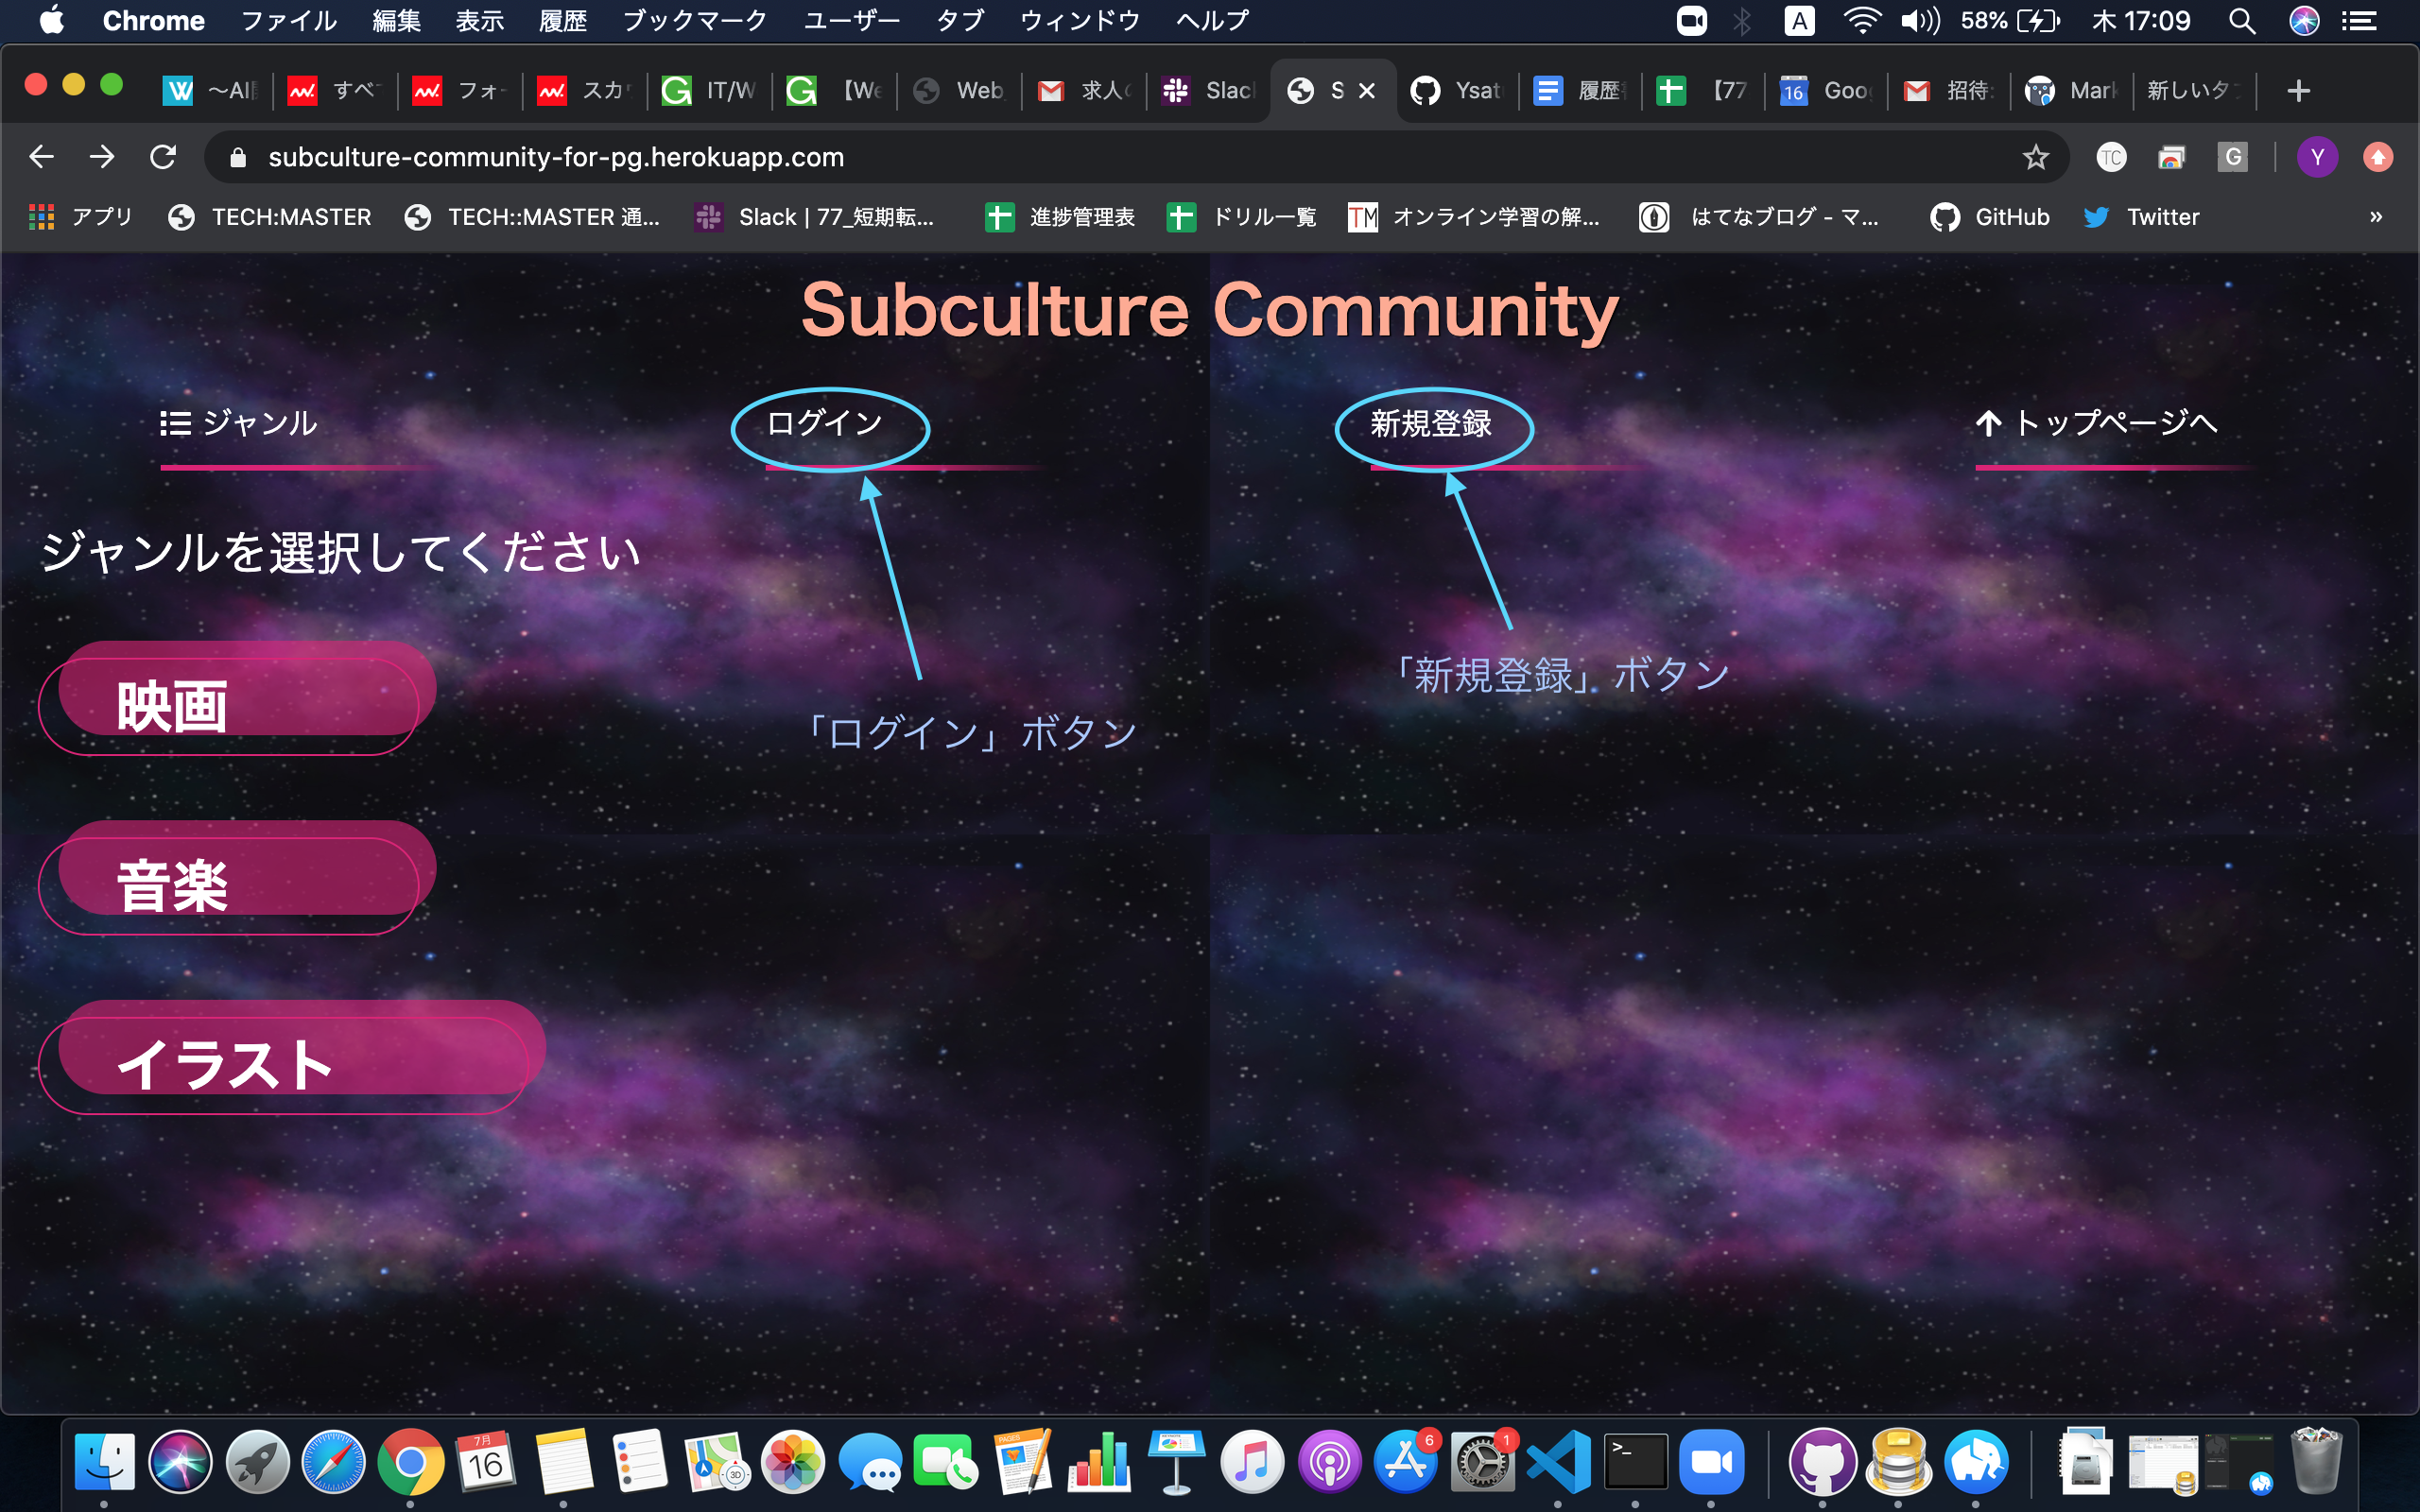 Chrome ファイル 編集 表示 履歴 ブックマーク ユーザー タブ ウィンドウ ヘルプ A 58% 木 17:09
W 〜AI すべ フォー スカ IT/W 【We Web 求人 Slac S Ysat 履歴 【77 16 Goo 招待: Mark 新しいタ
subculture-community-for-pg.herokuapp.com TC G Y
アプリ TECH:MASTER TECH::MASTER 通... Slack | 77_短期転... 進捗管理表 ドリル一覧 TM オンライン学習の解... はてなブログ - マ... GitHub Twitter »
Subculture Community
ジャンル ログイン 新規登録 トップページへ
ジャンルを選択してください
「新規登録」ボタン
映画
「ログイン」ボタン
音楽
イラスト
7月
16
PAGES
3D
6
1
>_